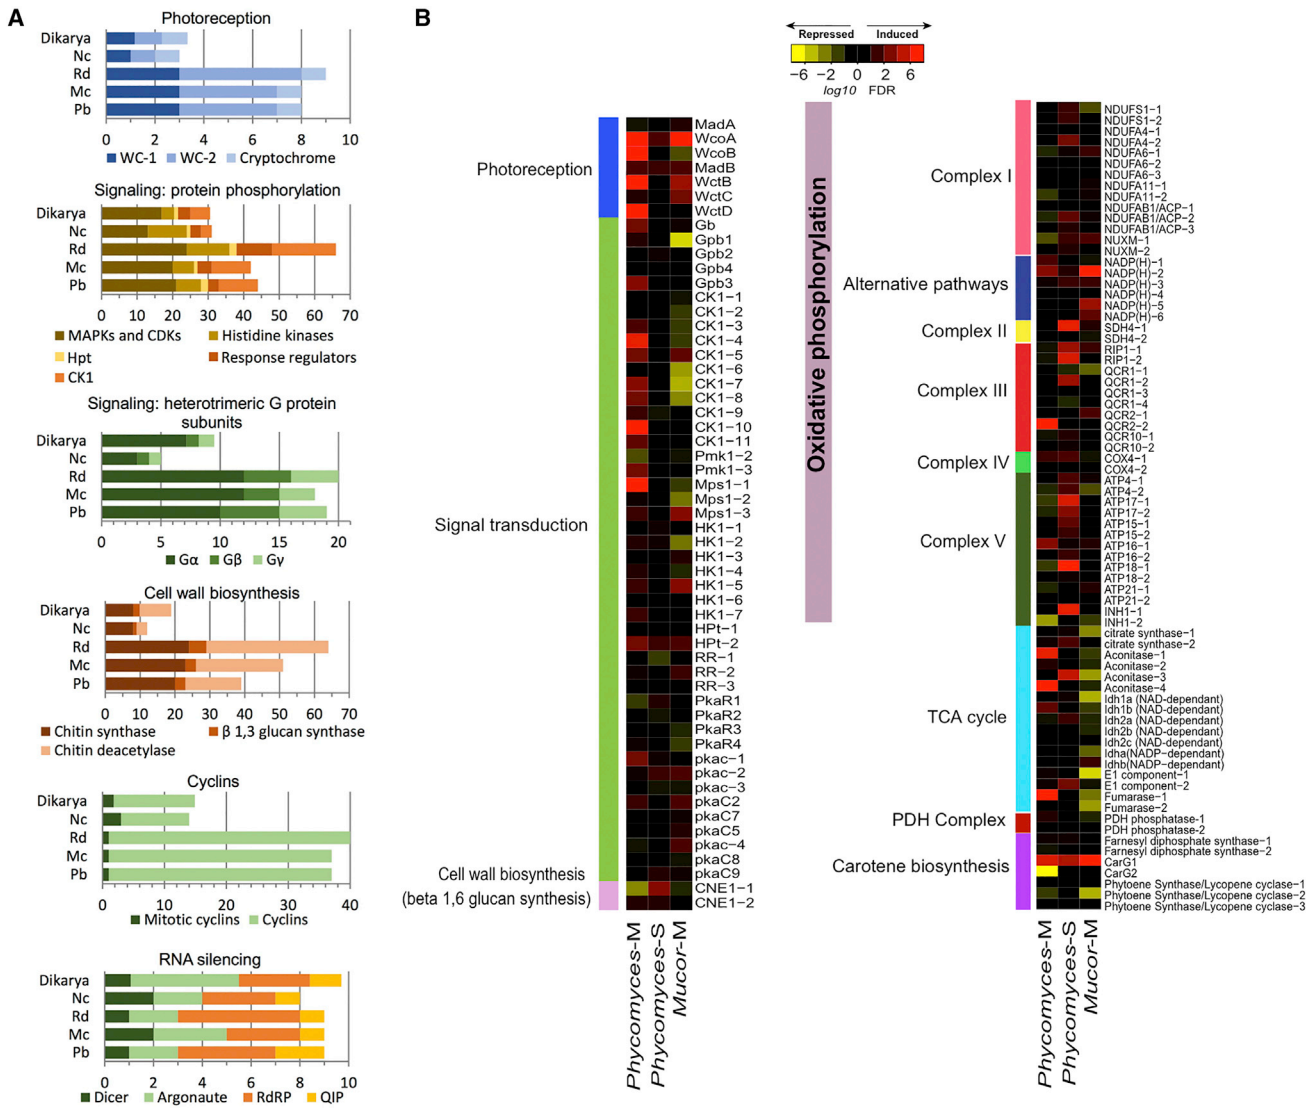 A
Photoreception
Dikarya
Nc
Rd
Mc
Pb
0 2 4 6 8 10
WC-1 WC-2 Cryptochrome
Signaling: protein phosphorylation
Dikarya
Nc
Rd
Mc
Pb
0 10 20 30 40 50 60 70
MAPKs and CDKs Histidine kinases
Hpt Response regulators
CK1
Signaling: heterotrimeric G protein
subunits
Dikarya
Nc
Rd
Mc
Pb
0 5 10 15 20
Gα Gβ Gγ
Cell wall biosynthesis
Dikarya
Nc
Rd
Mc
Pb
0 10 20 30 40 50 60 70
Chitin synthase β 1,3 glucan synthase
Chitin deacetylase
Cyclins
Dikarya
Nc
Rd
Mc
Pb
0 10 20 30 40
Mitotic cyclins Cyclins
RNA silencing
Dikarya
Nc
Rd
Mc
Pb
0 2 4 6 8 10
Dicer Argonaute RdRP QIP
B
Repressed Induced
−6 −2 0 2 6
log10 FDR
Photoreception
Signal transduction
Cell wall biosynthesis
(beta 1,6 glucan synthesis)
MadA
WcoA
WcoB
MadB
WctB
WctC
WctD
Gb
Gpb1
Gpb2
Gpb4
Gpb3
CK1−1
CK1−2
CK1−3
CK1−4
CK1−5
CK1−6
CK1−7
CK1−8
CK1−9
CK1−10
CK1−11
Pmk1−2
Pmk1−3
Mps1−1
Mps1−2
Mps1−3
HK1−1
HK1−2
HK1−3
HK1−4
HK1−5
HK1−6
HK1−7
HPt−1
HPt−2
RR−1
RR−2
RR−3
PkaR1
PkaR2
PkaR3
PkaR4
pkac−1
pkac−2
pkac−3
pkaC2
pkaC7
pkaC5
pkac−4
pkaC8
pkaC9
CNE1−1
CNE1−2
Phycomyces-M
Phycomyces-S
Mucor-M
Oxidative phosphorylation
Complex I
Alternative pathways
Complex II
Complex III
Complex IV
Complex V
TCA cycle
PDH Complex
Carotene biosynthesis
NDUFS1−1
NDUFS1−2
NDUFA4−1
NDUFA4−2
NDUFA6−1
NDUFA6−2
NDUFA6−3
NDUFA11−1
NDUFA11−2
NDUFAB1/ACP−1
NDUFAB1/ACP−2
NDUFAB1/ACP−3
NUXM−1
NUXM−2
NADP(H)−1
NADP(H)−2
NADP(H)−3
NADP(H)−4
NADP(H)−5
NADP(H)−6
SDH4−1
SDH4−2
RIP1−1
RIP1−2
QCR1−1
QCR1−2
QCR1−3
QCR1−4
QCR2−1
QCR2−2
QCR10−1
QCR10−2
COX4−1
COX4−2
ATP4−1
ATP4−2
ATP17−1
ATP17−2
ATP15−1
ATP15−2
ATP16−1
ATP16−2
ATP18−1
ATP18−2
ATP21−1
ATP21−2
INH1−1
INH1−2
citrate synthase−1
citrate synthase−2
Aconitase−1
Aconitase−2
Aconitase−3
Aconitase−4
Idh1a (NAD−dependant)
Idh1b (NAD−dependant)
Idh2a (NAD−dependant)
Idh2b (NAD−dependant)
Idh2c (NAD−dependant)
Idha(NADP−dependant)
Idhb(NADP−dependant)
E1 component−1
E1 component−2
Fumarase−1
Fumarase−2
PDH phosphatase−1
PDH phosphatase−2
Farnesyl diphosphate synthase−1
Farnesyl diphosphate synthase−2
CarG1
CarG2
Phytoene Synthase/Lycopene cyclase−1
Phytoene Synthase/Lycopene cyclase−2
Phytoene Synthase/Lycopene cyclase−3
Phycomyces-M
Phycomyces-S
Mucor-M